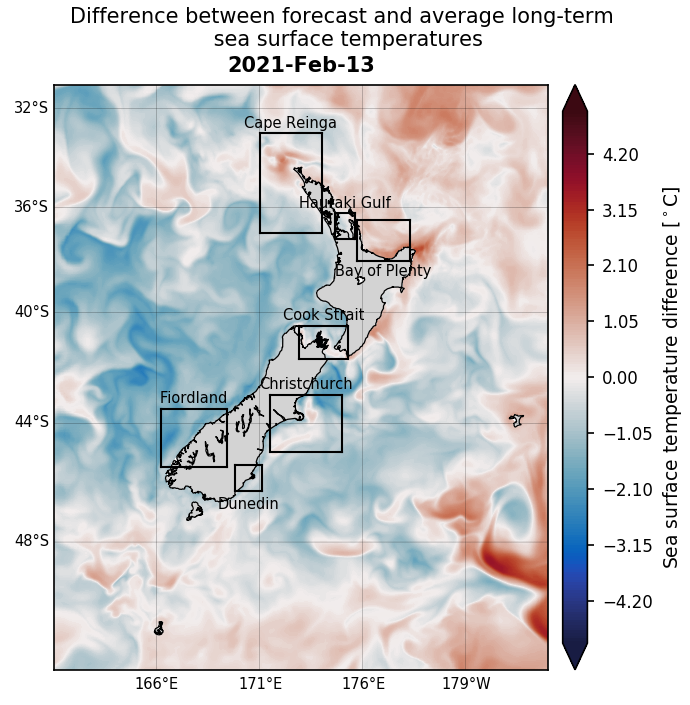 Difference between forecast and average long-term
sea surface temperatures
2021-Feb-13
32°S
36°S
40°S
44°S
48°S
Cape Reinga
Hauraki Gulf
Bay of Plenty
Cook Strait
Christchurch
Fiordland
Dunedin
166°E
171°E
176°E
179°W
4.20
3.15
2.10
1.05
0.00
−1.05
−2.10
−3.15
−4.20
Sea surface temperature difference [ ° C]